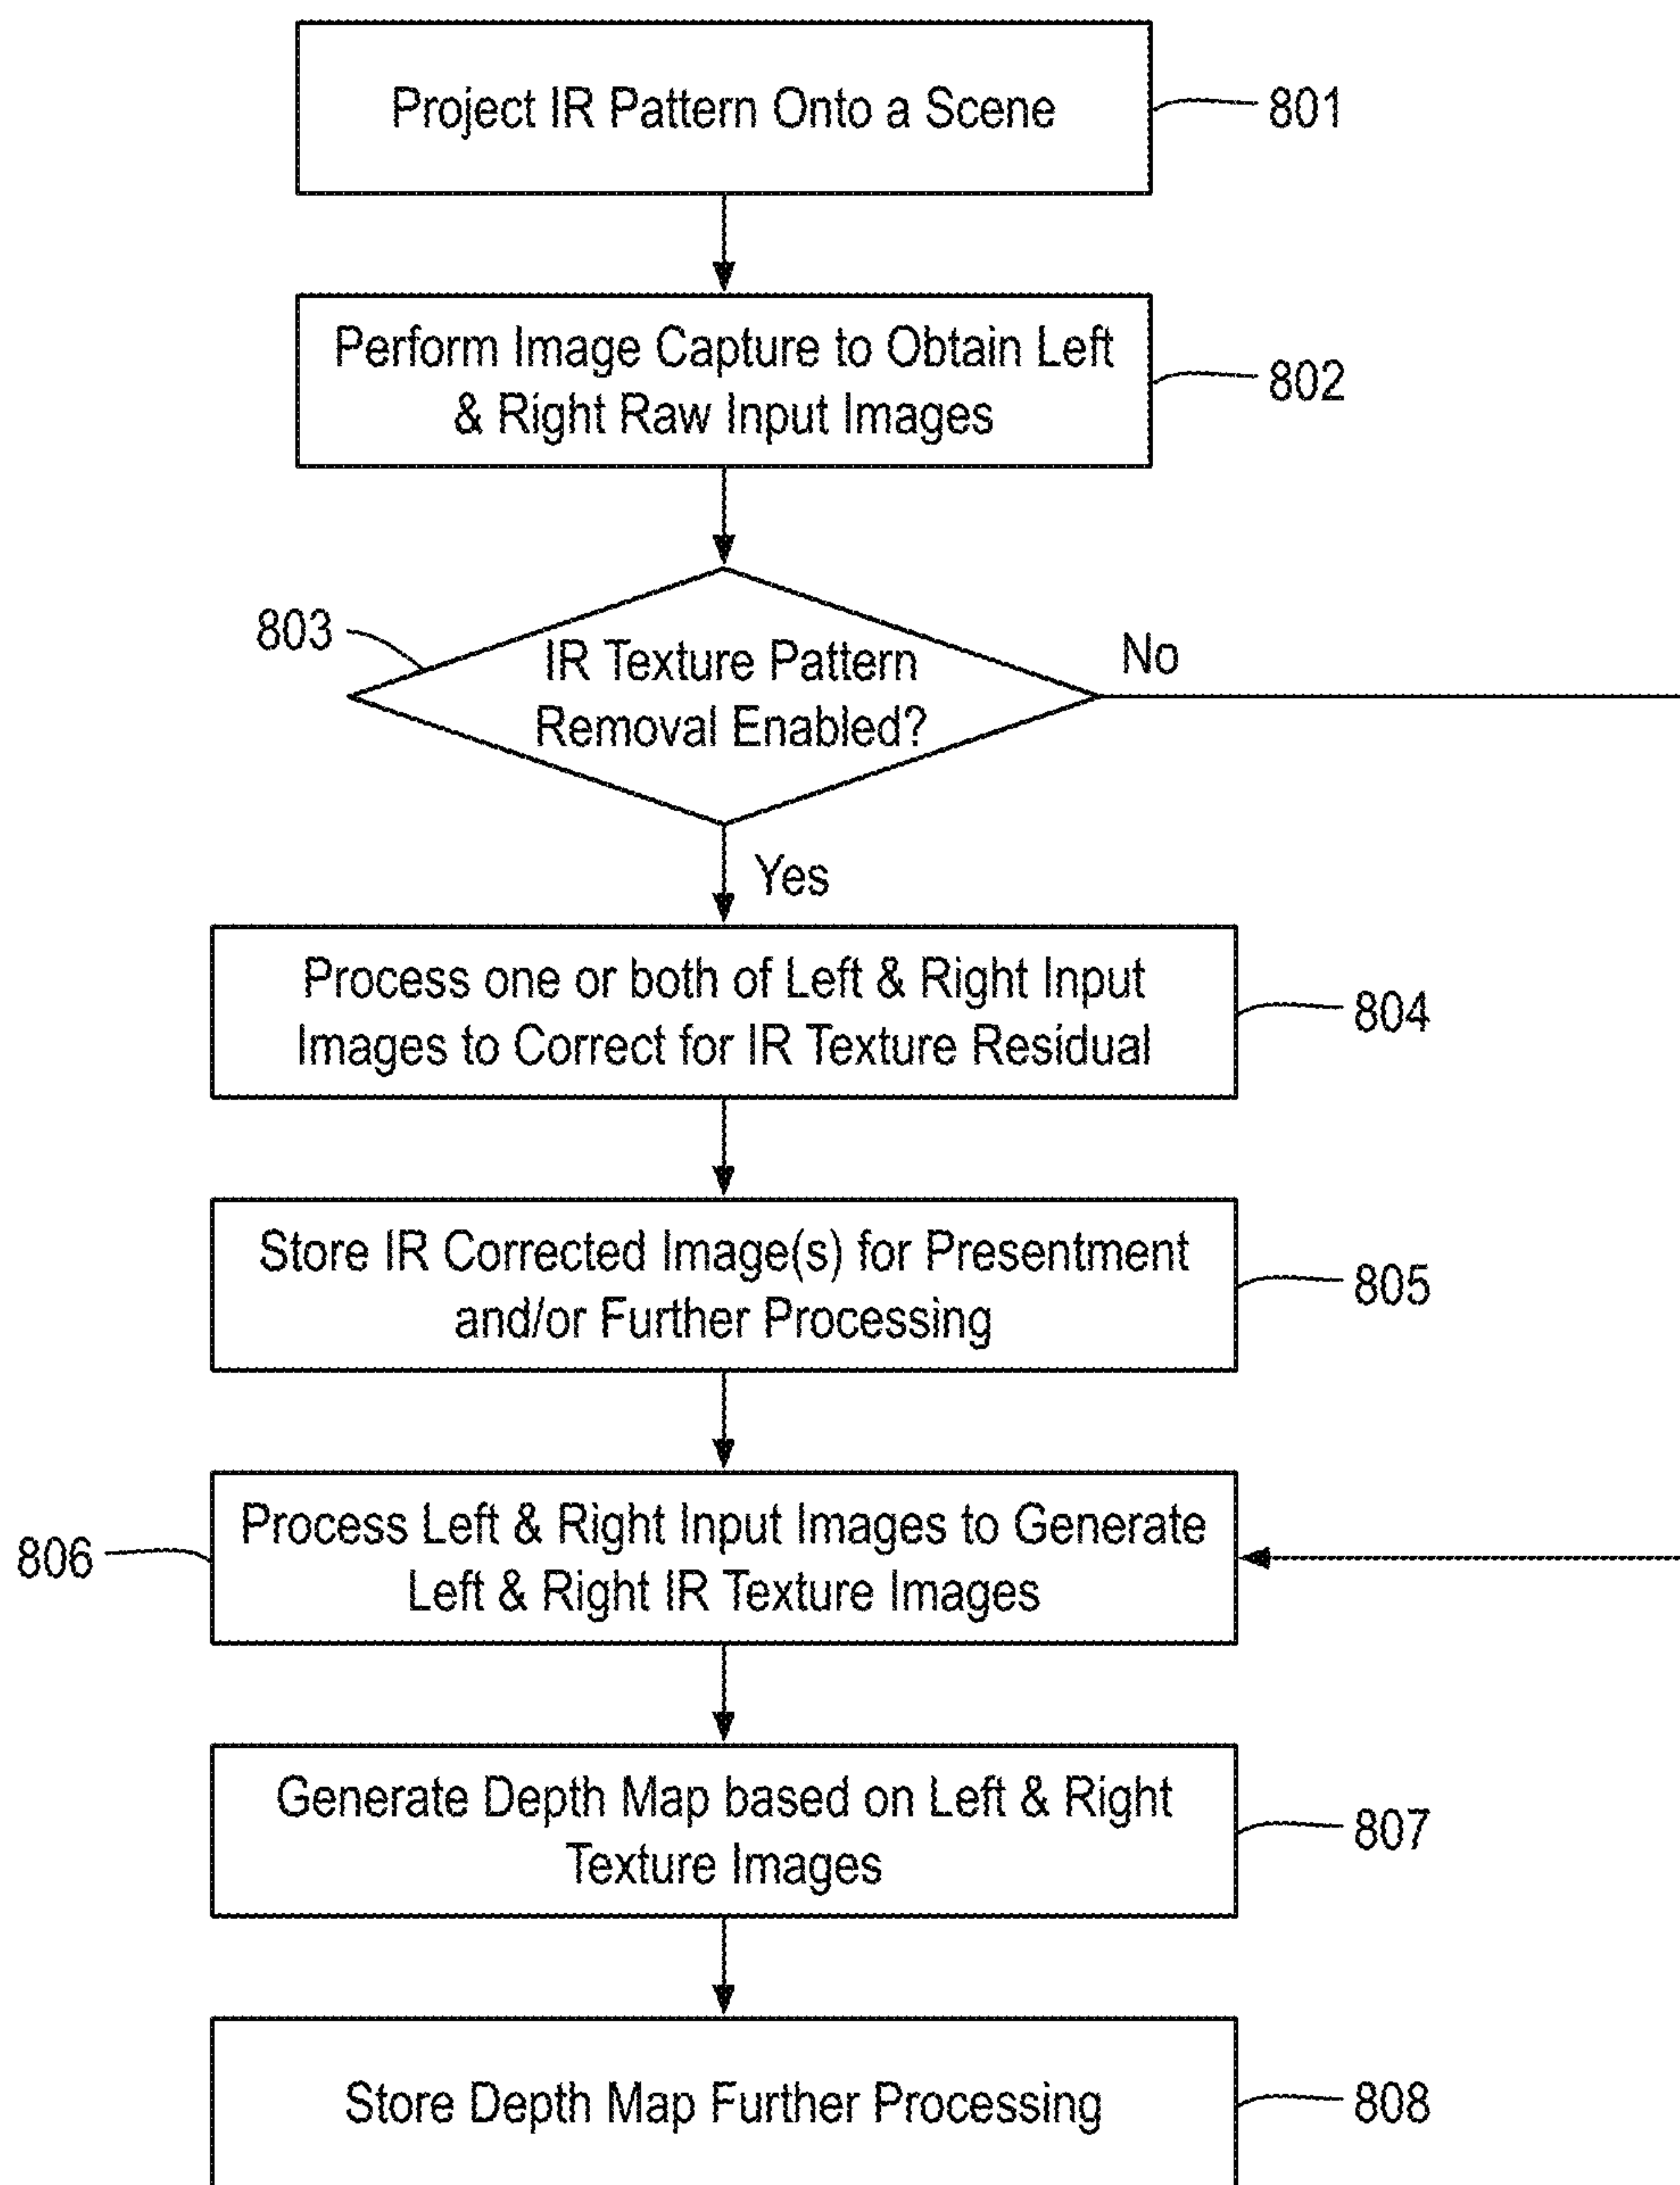 Project IR Pattern Onto a Scene
801
Perform Image Capture to Obtain Left
& Right Raw Input Images
802
803
IR Texture Pattern
Removal Enabled?
No
Yes
Process one or both of Left & Right Input
Images to Correct for IR Texture Residual
804
Store IR Corrected Image(s) for Presentment
and/or Further Processing
805
806
Process Left & Right Input Images to Generate
Left & Right IR Texture Images
Generate Depth Map based on Left & Right
Texture Images
807
Store Depth Map Further Processing
808